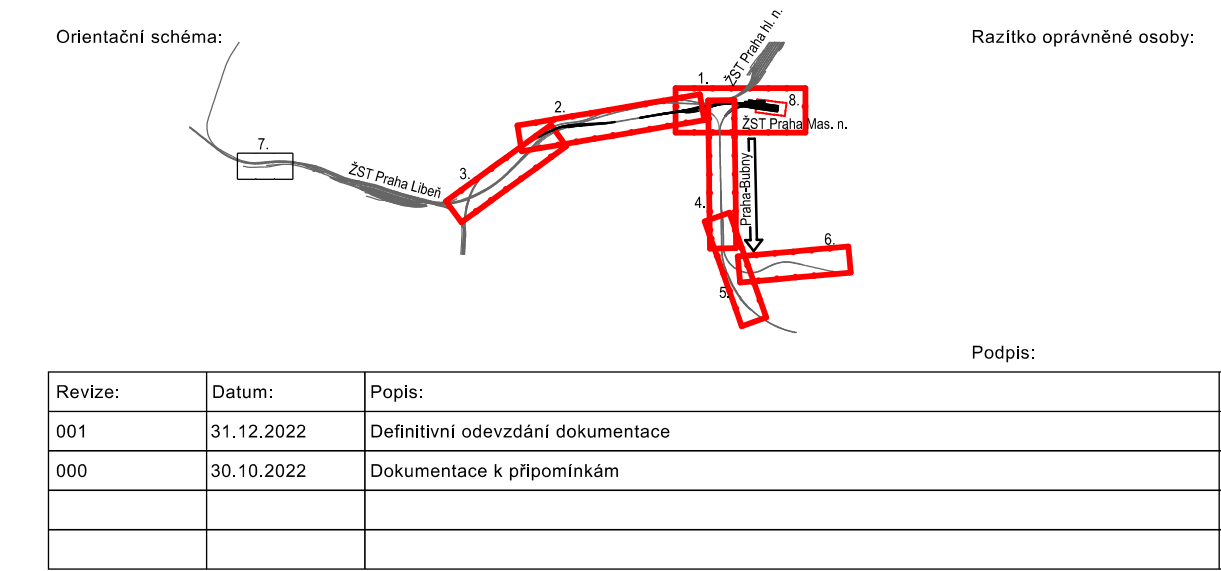 Orientační schéma:
Razítko oprávněné osoby:
ŽST Praha hl. n.
1.
8.
2.
ŽST Praha Mas. n.
7.
3.
ŽST Praha Libeň
Praha-Bubny
4.
6.
5.
Podpis:
Revize: Datum: Popis:
001 31.12.2022 Definitivní odevzdání dokumentace
000 30.10.2022 Dokumentace k připomínkám